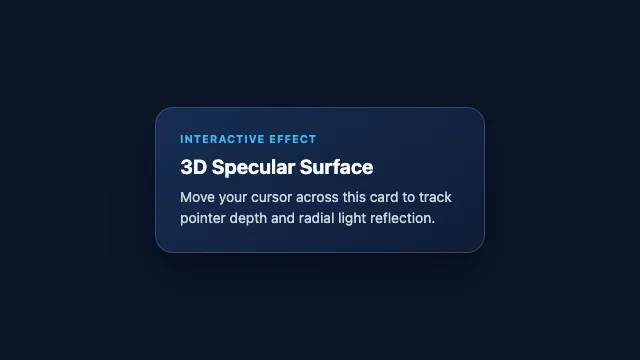 INTERACTIVE EFFECT
3D Specular Surface
Move your cursor across this card to track
pointer depth and radial light reflection.